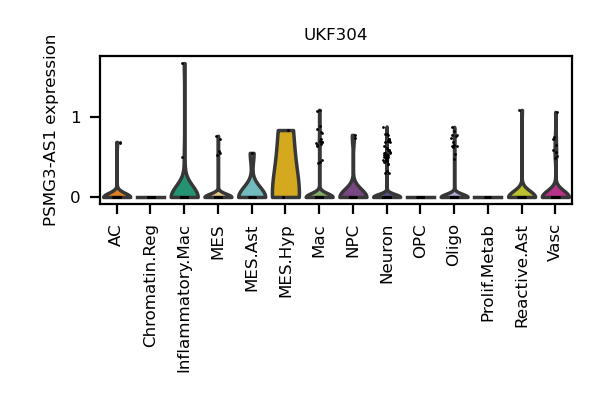 UKF304
PSMG3-AS1 expression
1
0
AC
Chromatin.Reg
Inflammatory.Mac
MES
MES.Ast
MES.Hyp
Mac
NPC
Neuron
OPC
Oligo
Prolif.Metab
Reactive.Ast
Vasc